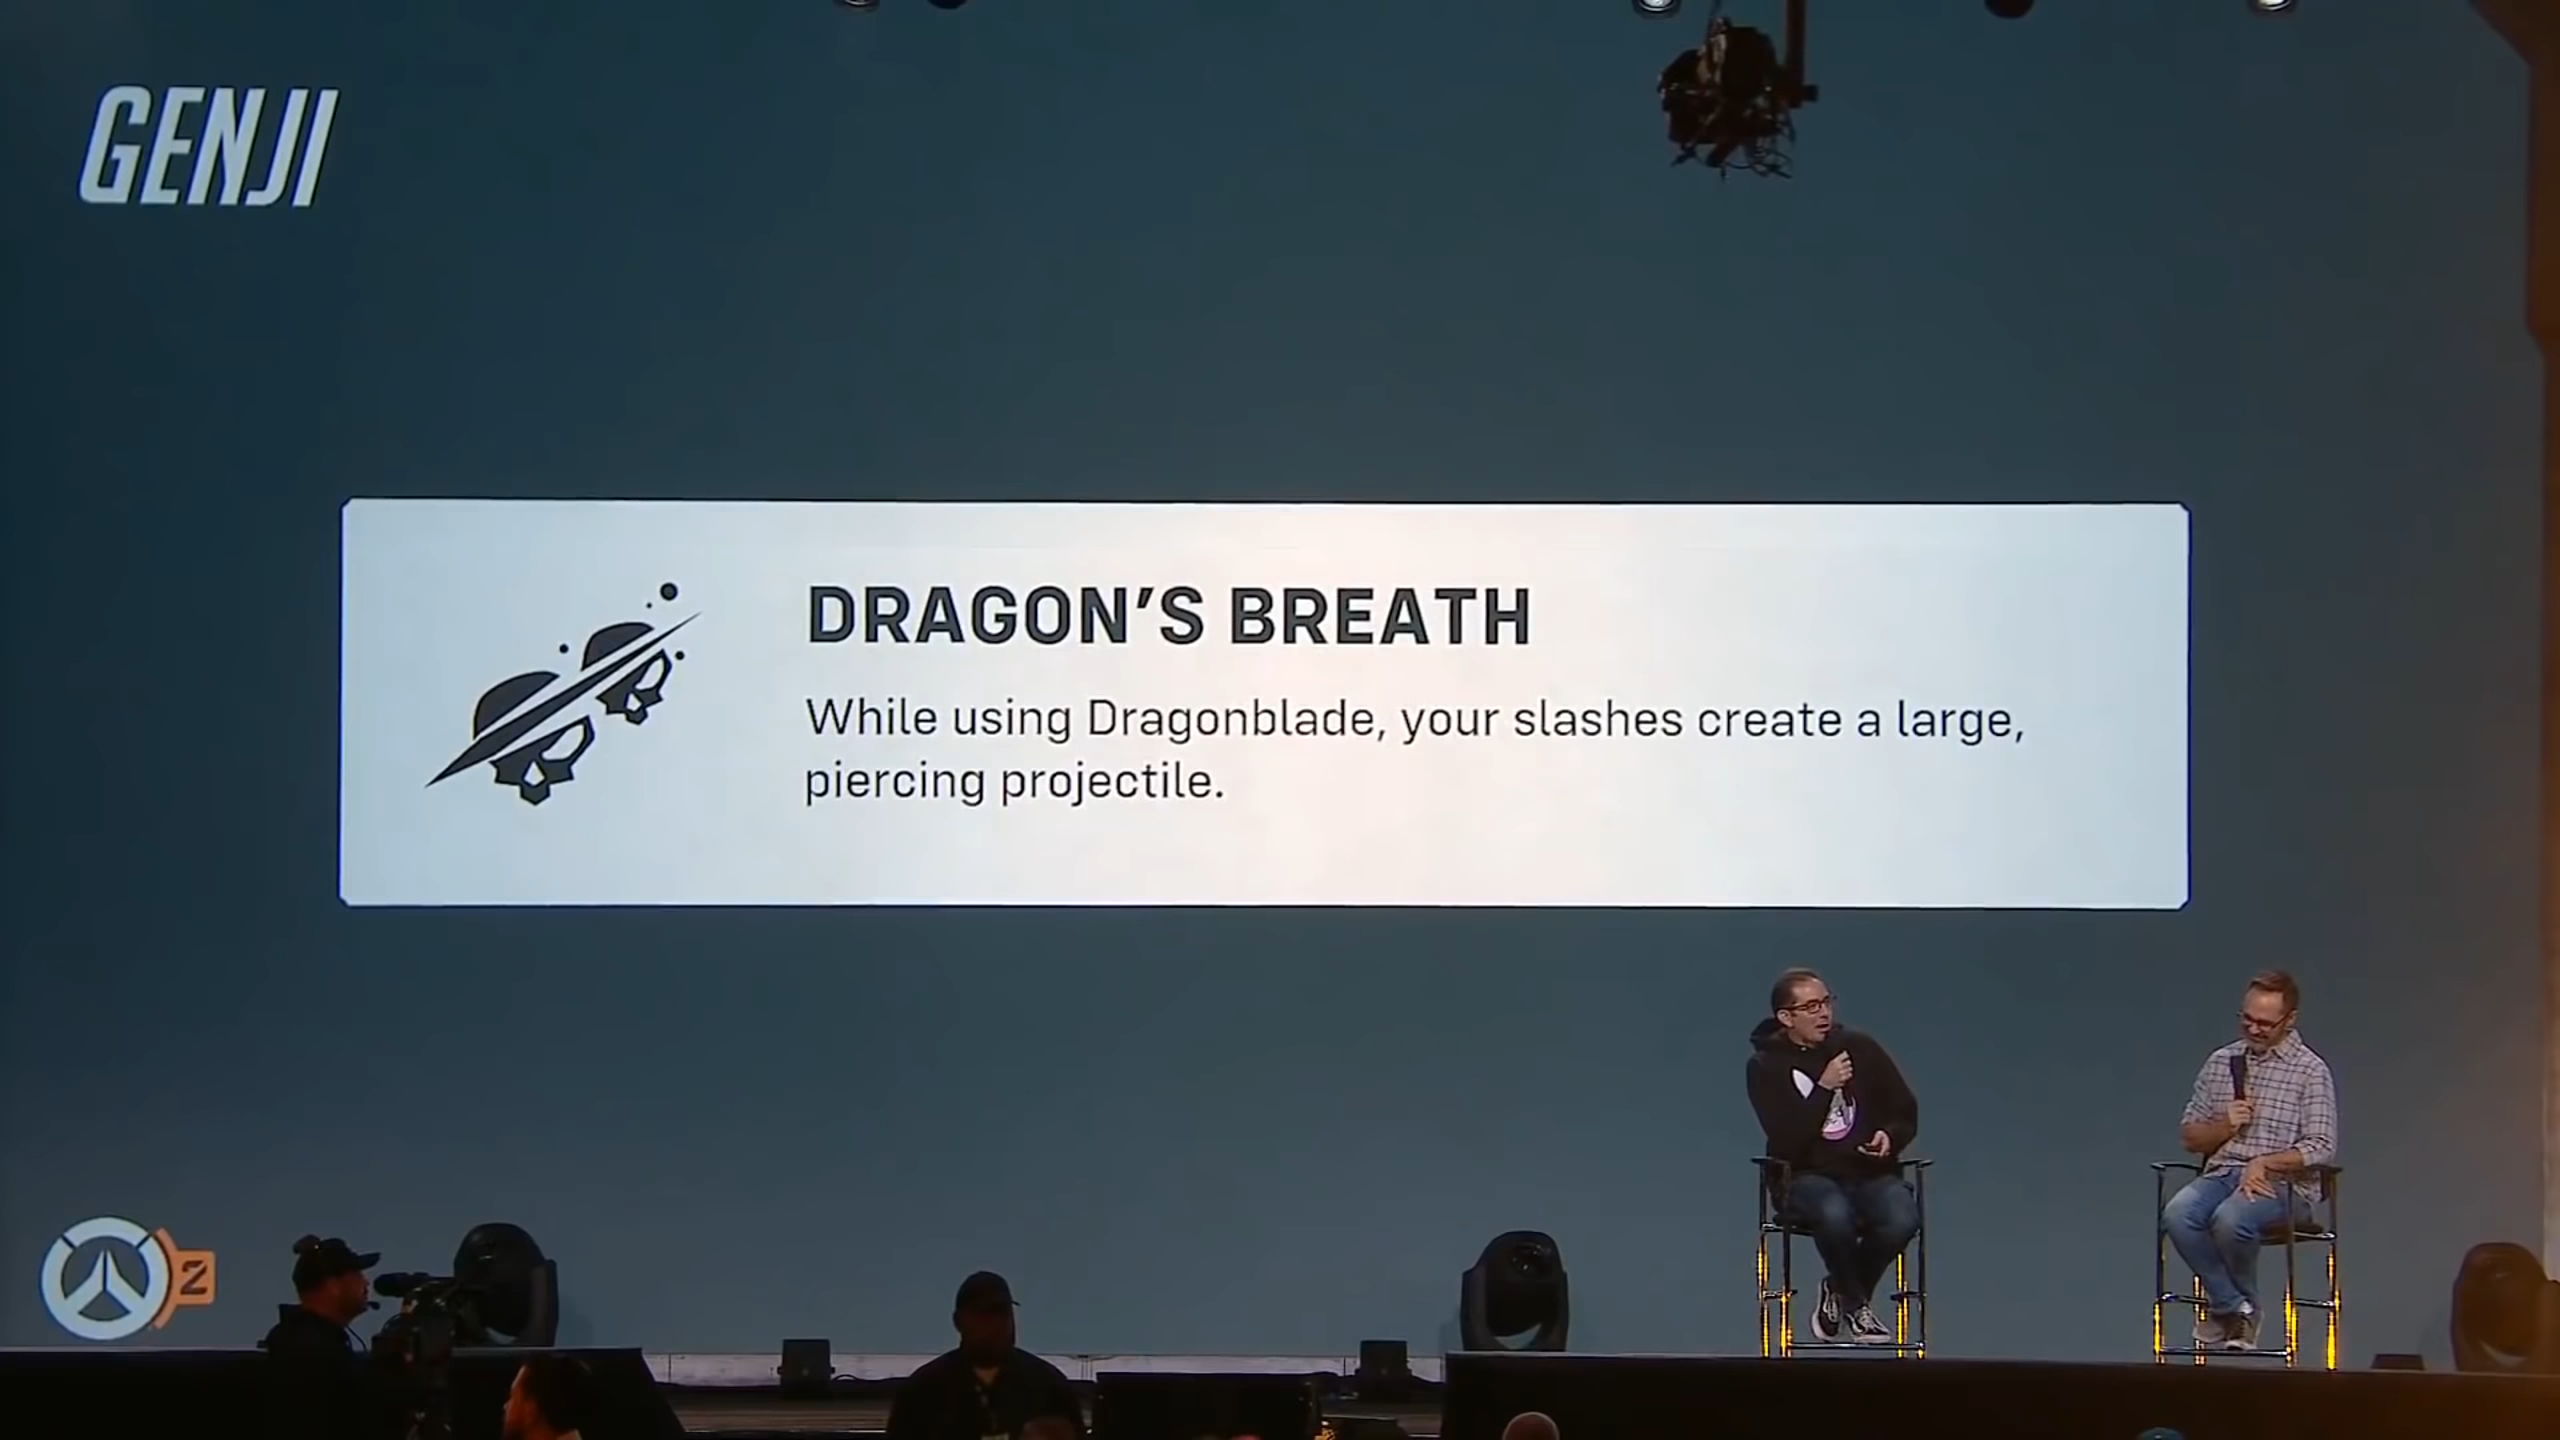 GENJI
DRAGON'S BREATH
While using Dragonblade, your slashes create a large,
piercing projectile.
2